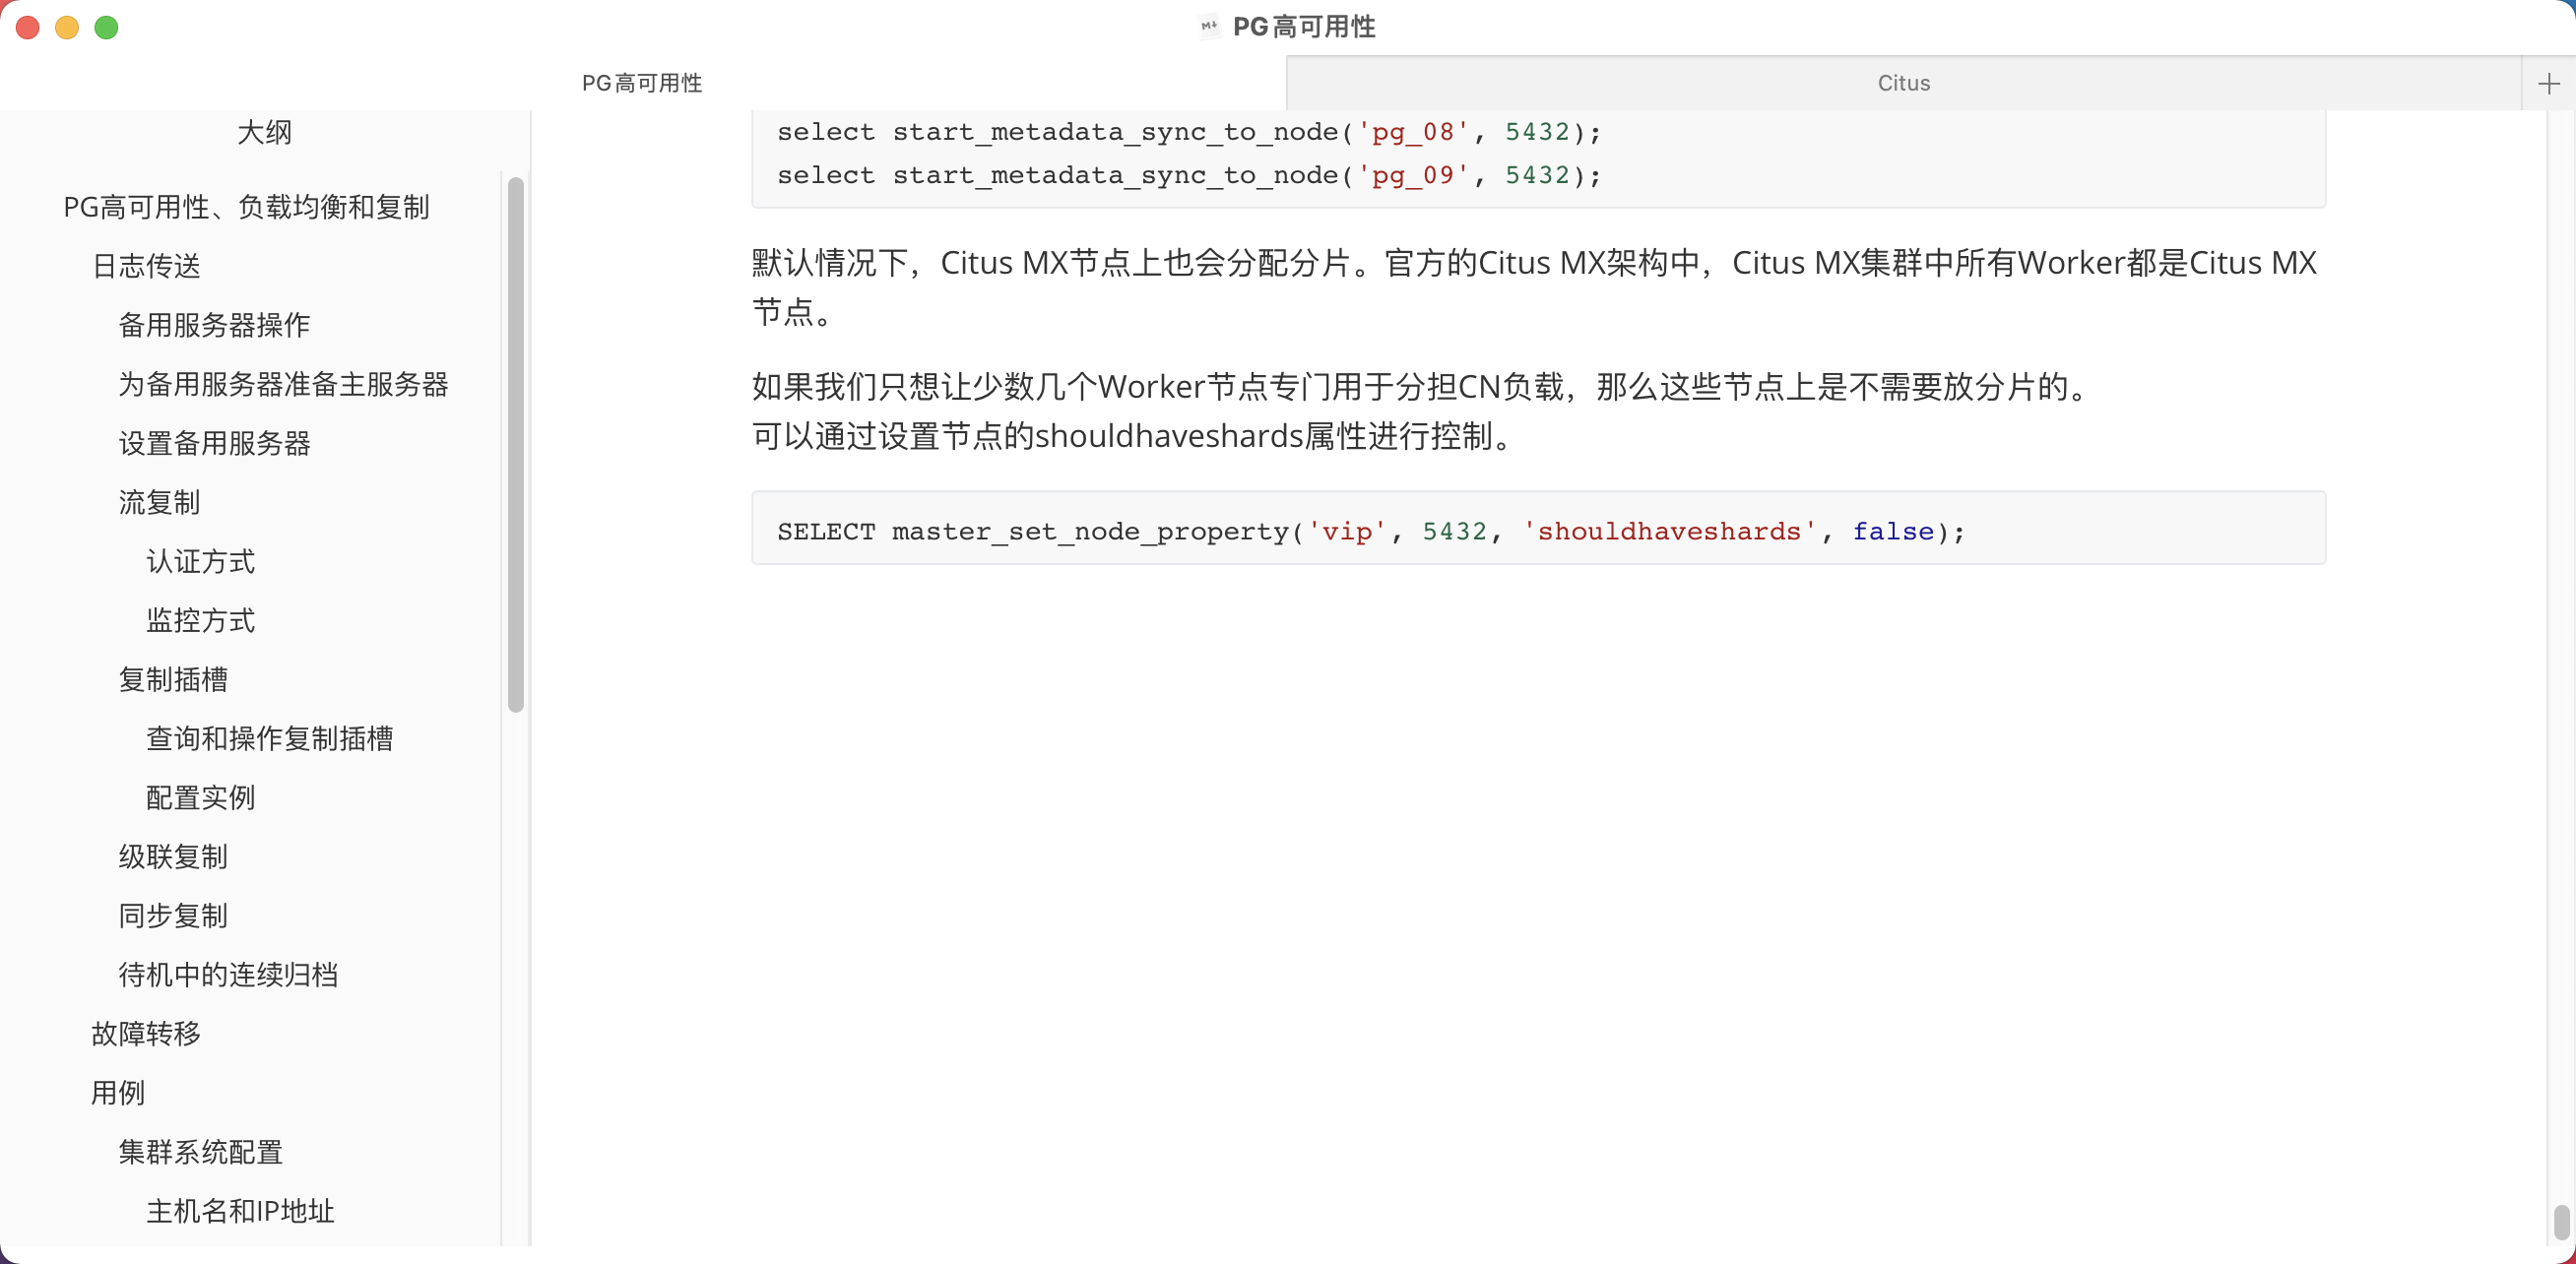 PG高可用性
PG高可用性
Citus
大纲
PG高可用性、负载均衡和复制
日志传送
备用服务器操作
为备用服务器准备主服务器
设置备用服务器
流复制
认证方式
监控方式
复制插槽
查询和操作复制插槽
配置实例
级联复制
同步复制
待机中的连续归档
故障转移
用例
集群系统配置
主机名和IP地址
select start_metadata_sync_to_node('pg_08', 5432);
select start_metadata_sync_to_node('pg_09', 5432);
默认情况下，Citus MX节点上也会分配分片。官方的Citus MX架构中，Citus MX集群中所有Worker都是Citus MX
节点。
如果我们只想让少数几个Worker节点专门用于分担CN负载，那么这些节点上是不需要放分片的。
可以通过设置节点的shouldhaveshards属性进行控制。
SELECT master_set_node_property('vip', 5432, 'shouldhaveshards', false);